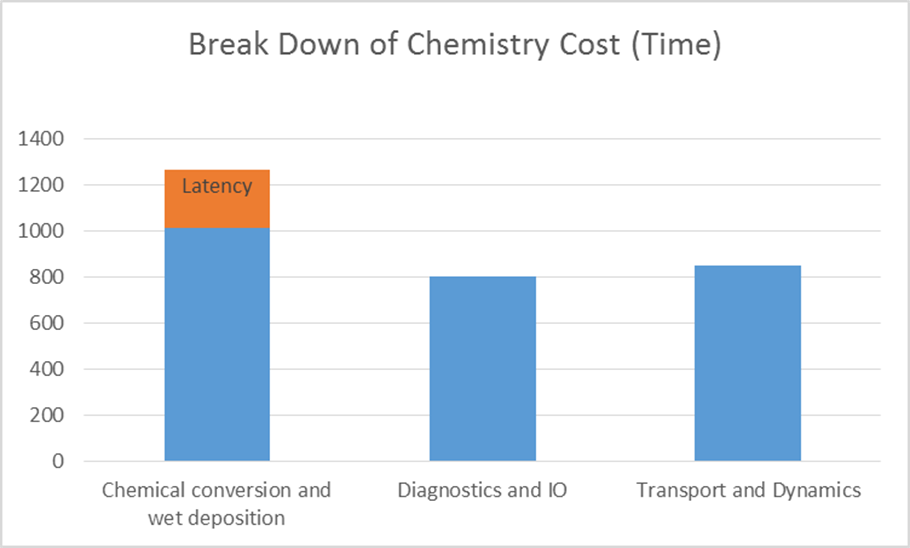 Break Down of Chemistry Cost (Time)
1400
1200
1000
800
600
400
200
0
Latency
Chemical conversion and
wet deposition
Diagnostics and IO
Transport and Dynamics